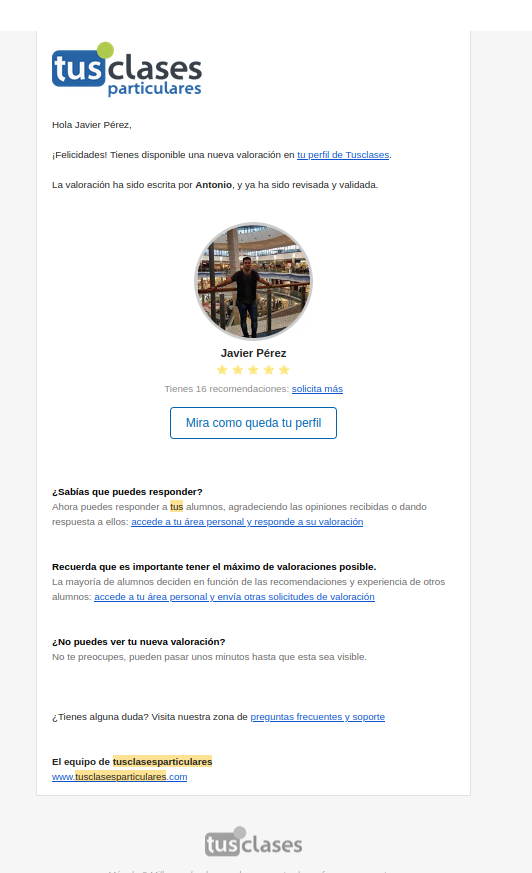 tusclases
particulares
Hola Javier Pérez,
¡Felicidades! Tienes disponible una nueva valoración en tu perfil de Tusclases.
La valoración ha sido escrita por Antonio, y ya ha sido revisada y validada.
Javier Pérez
Tienes 16 recomendaciones: solicita más
Mira como queda tu perfil
¿Sabías que puedes responder?
Ahora puedes responder a tus alumnos, agradeciendo las opiniones recibidas o dando
respuesta a ellos: accede a tu área personal y responde a su valoración
Recuerda que es importante tener el máximo de valoraciones posible.
La mayoría de alumnos deciden en función de las recomendaciones y experiencia de otros
alumnos: accede a tu área personal y envía otras solicitudes de valoración
¿No puedes ver tu nueva valoración?
No te preocupes, pueden pasar unos minutos hasta que esta sea visible.
¿Tienes alguna duda? Visita nuestra zona de preguntas frecuentes y soporte
El equipo de tusclasesparticulares
www.tusclasesparticulares.com
tusclases